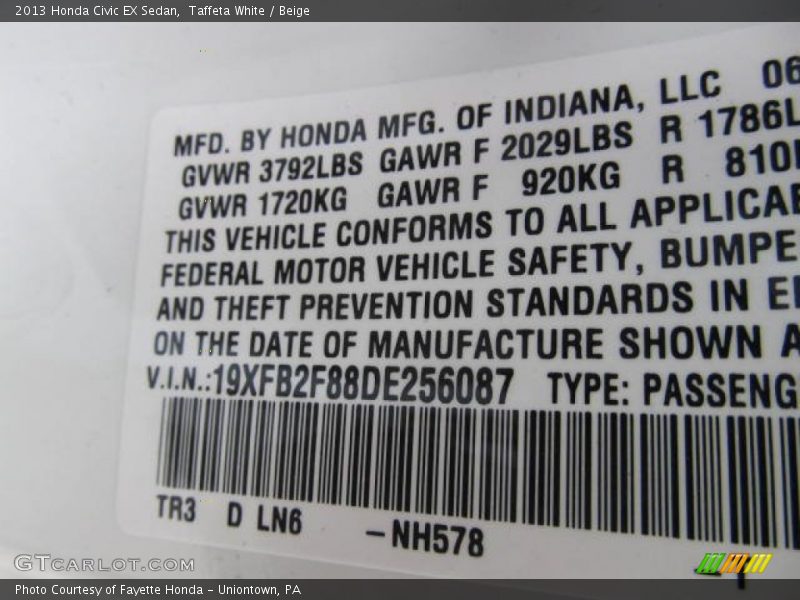 2013 Honda Civic EX Sedan, Taffeta White / Beige
MFD. BY HONDA MFG. OF INDIANA, LLC 06
GVWR 3792LBS GAWR F 2029LBS R 1786L
GVWR 1720KG GAWR F 920KG R 810
THIS VEHICLE CONFORMS TO ALL APPLICAB
FEDERAL MOTOR VEHICLE SAFETY, BUMPE
AND THEFT PREVENTION STANDARDS IN E
ON THE DATE OF MANUFACTURE SHOWN A
V.I.N.:19XFB2F88DE256087 TYPE: PASSENG
TR3 D LN6 -NH578
GTCARLOT.COM
Photo Courtesy of Fayette Honda - Uniontown, PA